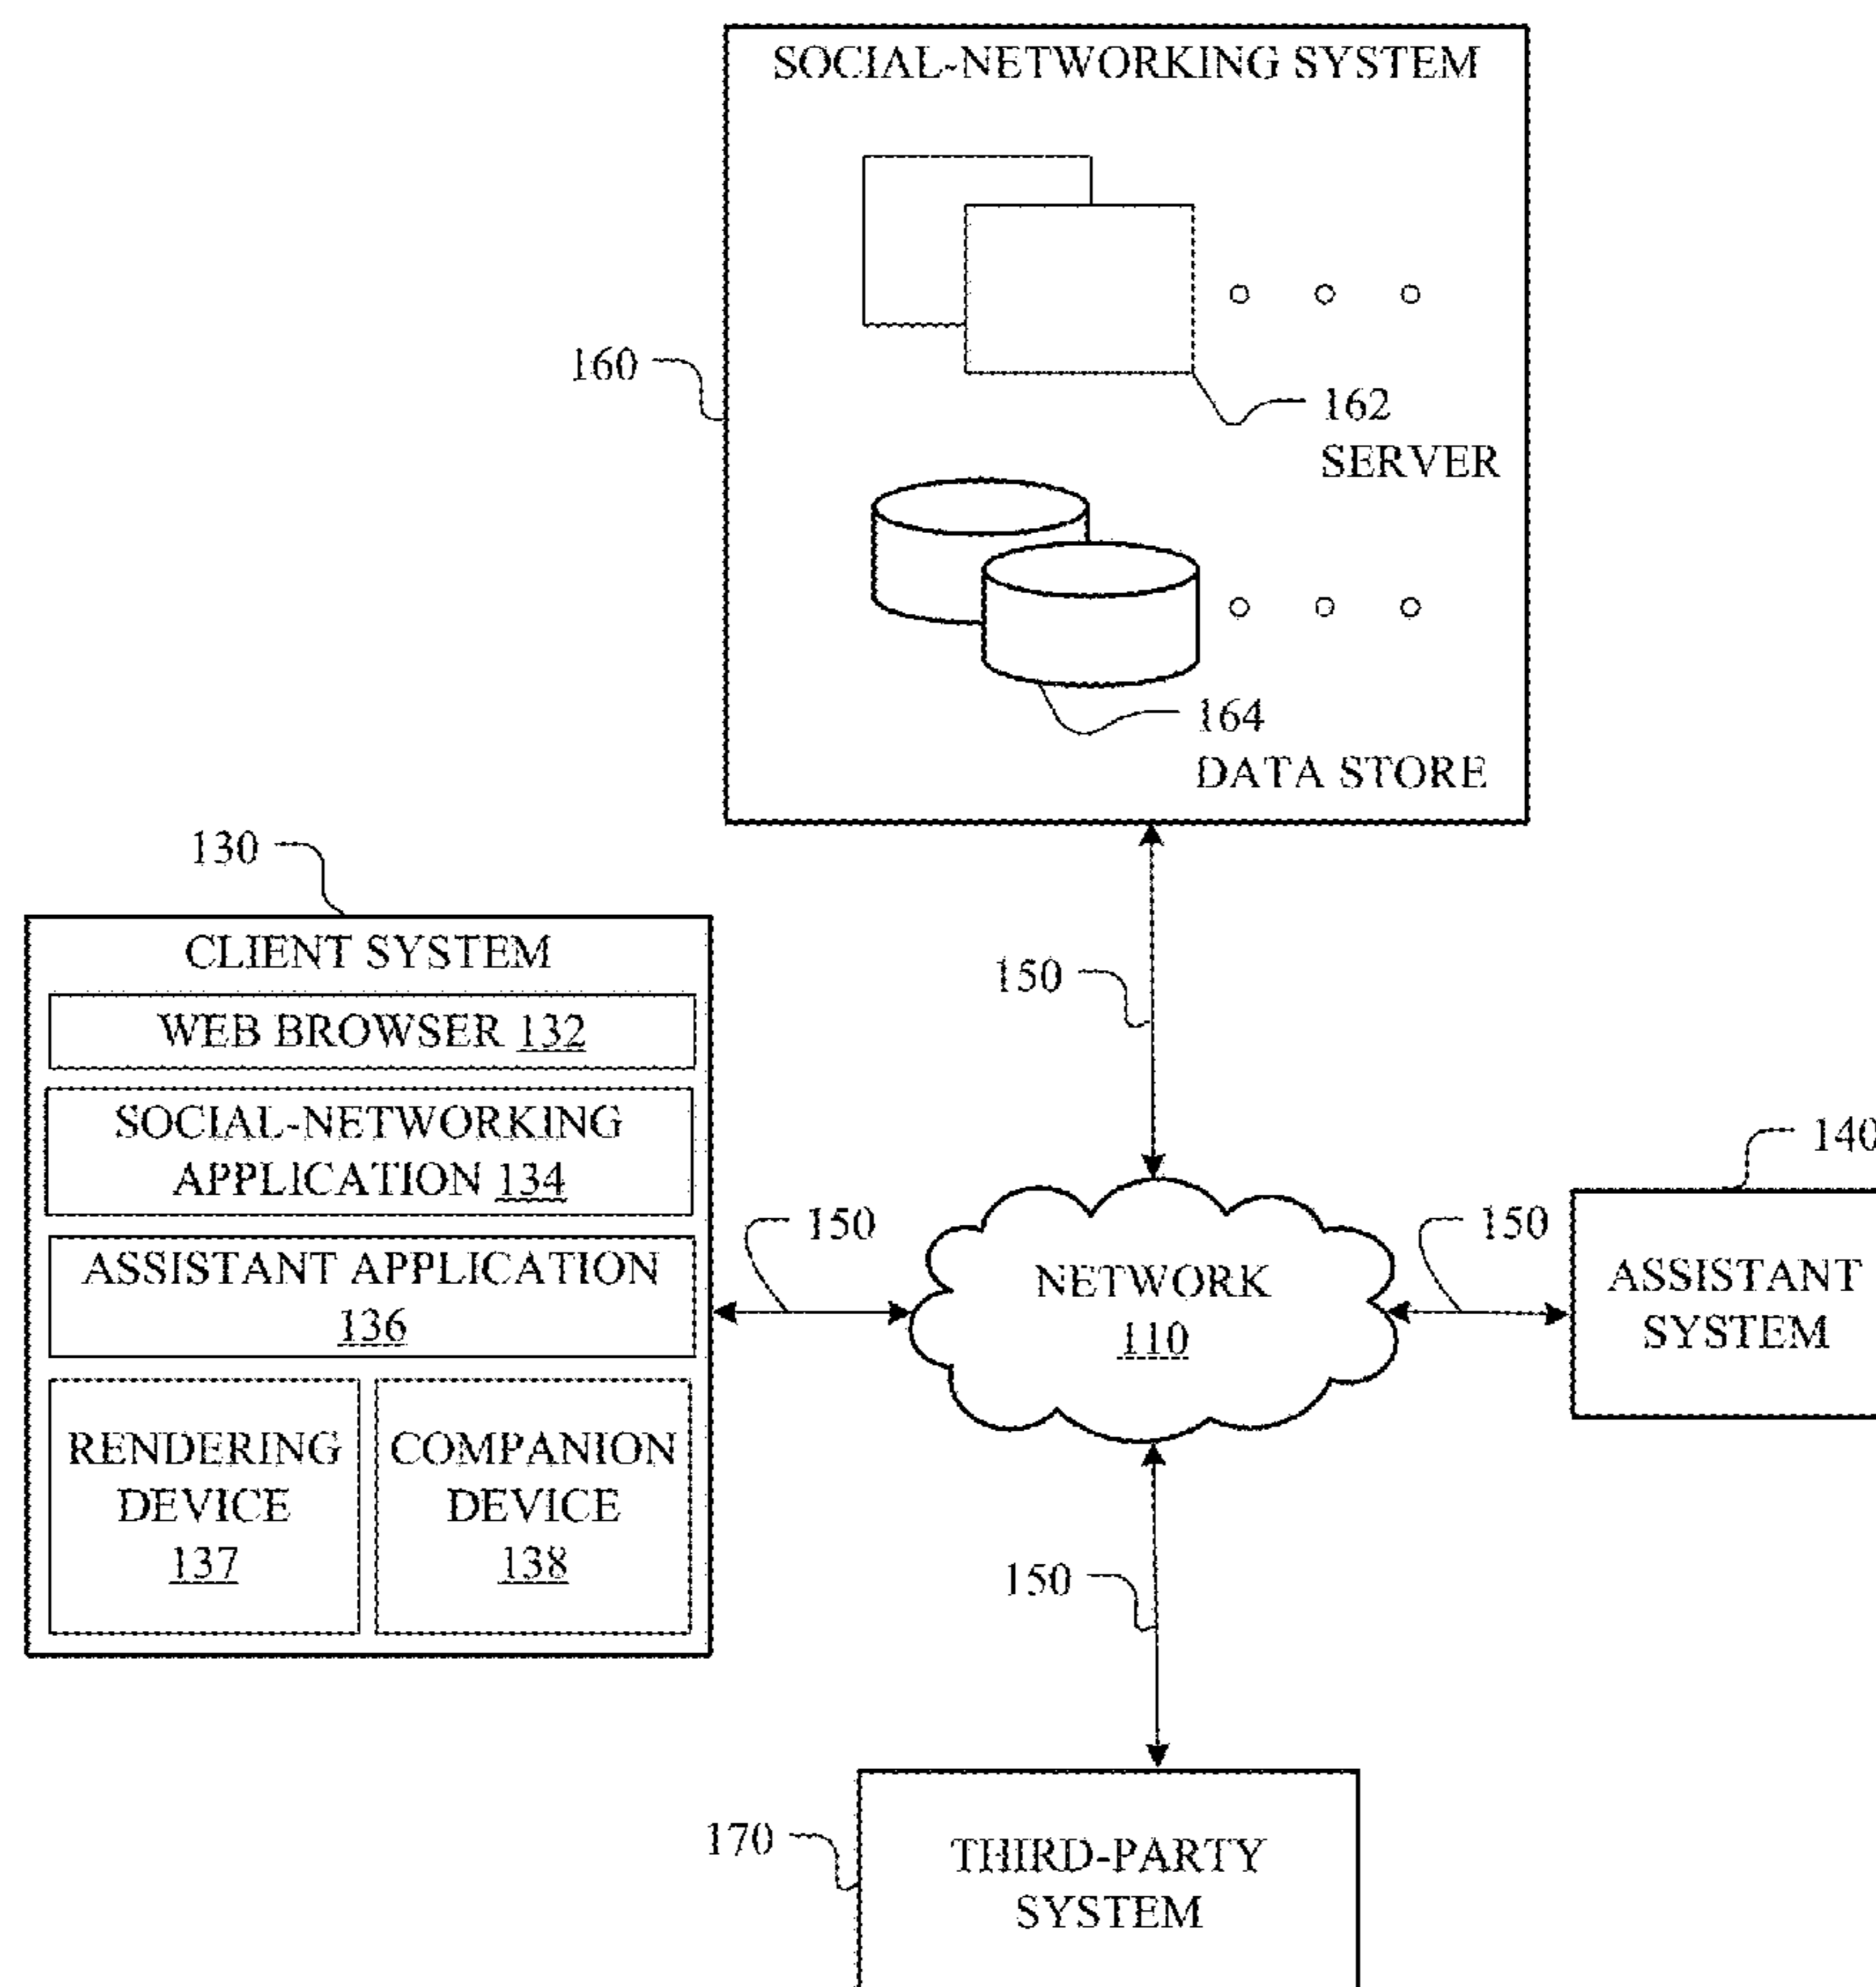 SOCIAL-NETWORKING SYSTEM
160
162
SERVER
164
DATA STORE
130
CLIENT SYSTEM
WEB BROWSER 132
SOCIAL-NETWORKING
APPLICATION 134
ASSISTANT APPLICATION
136
RENDERING
DEVICE
137
COMPANION
DEVICE
138
150
150
NETWORK
110
150
140
ASSISTANT
SYSTEM
150
170
THIRD-PARTY
SYSTEM